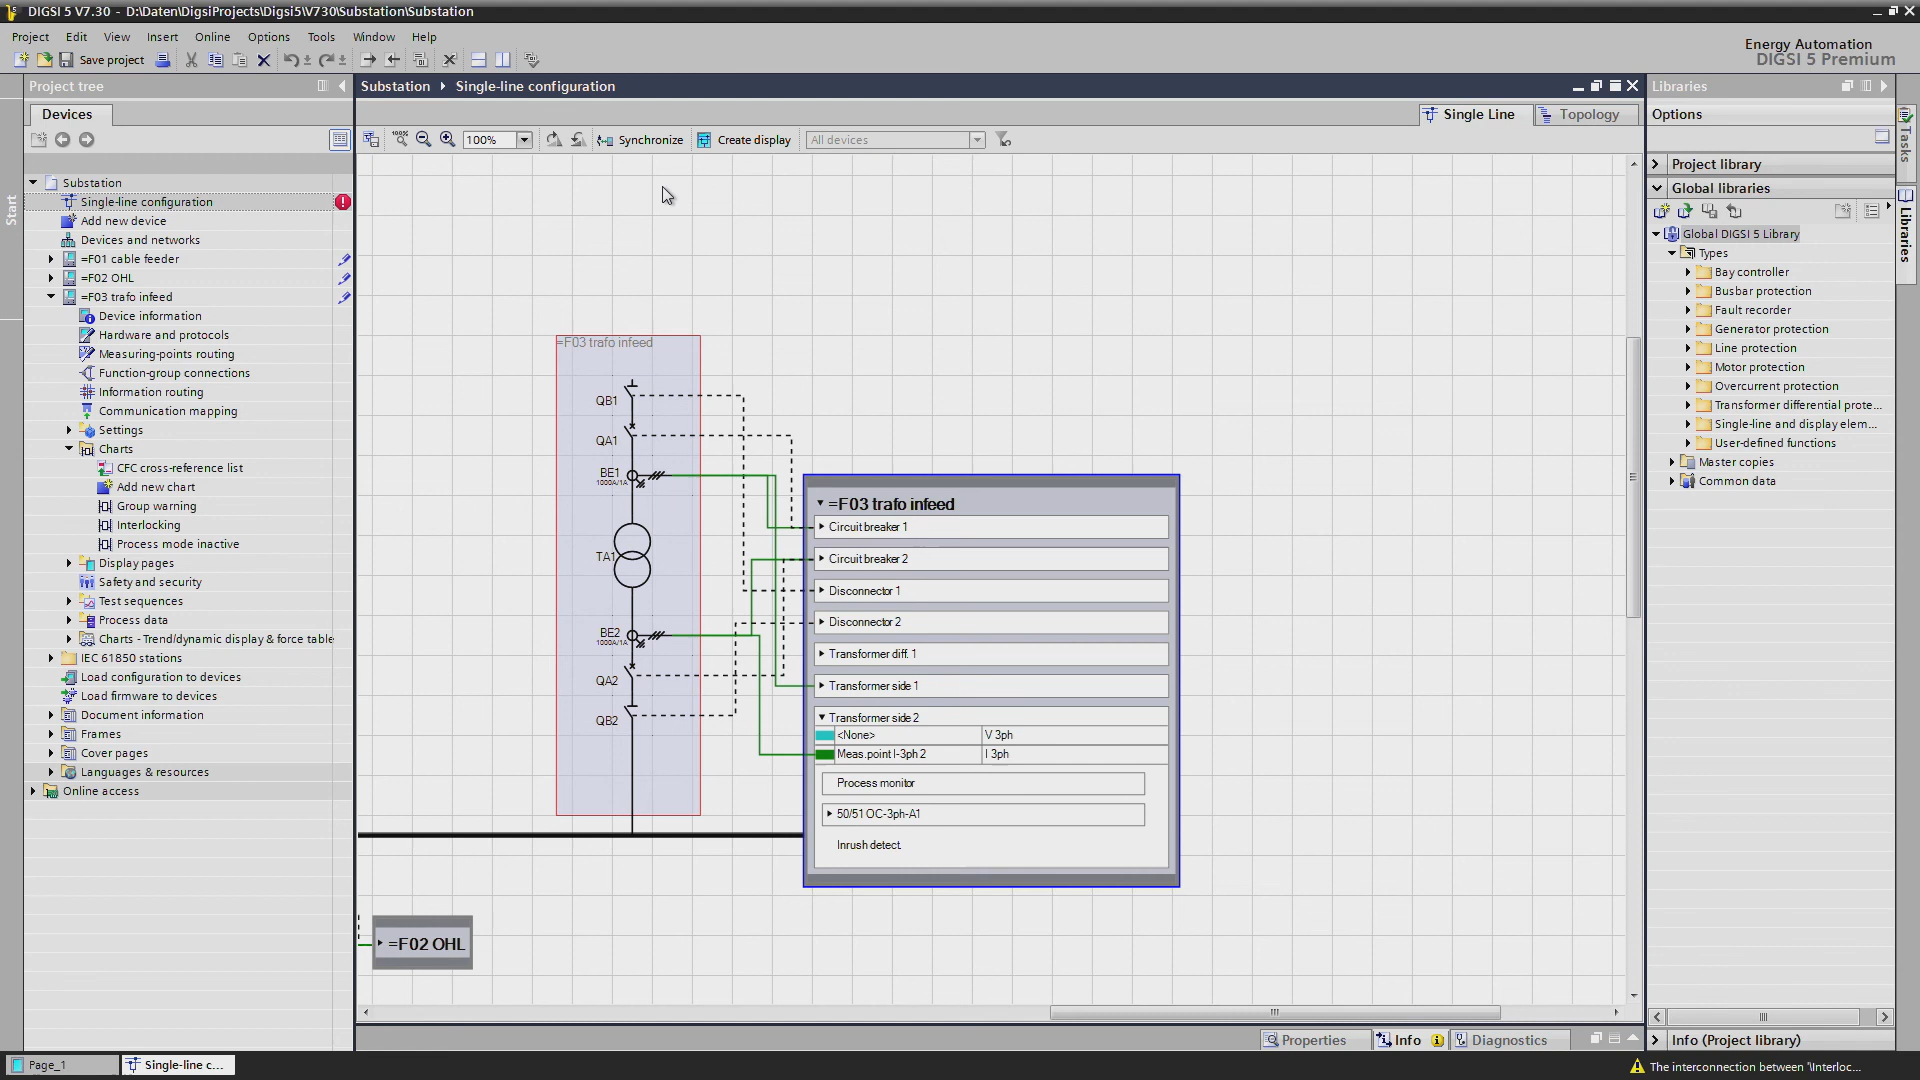 DIGSI 5 V7.30 - D:\Daten\DigsiProjects\Digsi5\V730\Substation\Substation
Project Edit View Insert Online Options Tools Window Help
Save project
Energy Automation
DIGSI 5 Premium
Project tree
Devices
Start
Substation
Single-line configuration
Add new device
Devices and networks
=F01 cable feeder
=F02 OHL
=F03 trafo infeed
Device information
Hardware and protocols
Measuring-points routing
Function-group connections
Information routing
Communication mapping
Settings
Charts
CFC cross-reference list
Add new chart
Group warning
Interlocking
Process mode inactive
Display pages
Safety and security
Test sequences
Process data
Charts - Trend/dynamic display & force table
IEC 61850 stations
Load configuration to devices
Load firmware to devices
Document information
Frames
Cover pages
Languages & resources
Online access
Substation Single-line configuration
Single Line Topology
100% 100% Synchronize Create display All devices
=F03 trafo infeed
QB1
QA1
BE1
1000A/1A
TA1
BE2
1000A/1A
QA2
QB2
=F03 trafo infeed
Circuit breaker 1
Circuit breaker 2
Disconnector 1
Disconnector 2
Transformer diff. 1
Transformer side 1
Transformer side 2
<None> V 3ph
Meas.point I-3ph 2 I 3ph
Process monitor
50/51 OC-3ph-A1
Inrush detect.
=F02 OHL
Properties Info Diagnostics
Libraries
Options
Project library
Global libraries
Global DIGSI 5 Library
Types
Bay controller
Busbar protection
Fault recorder
Generator protection
Line protection
Motor protection
Overcurrent protection
Transformer differential prote...
Single-line and display elem...
User-defined functions
Master copies
Common data
Info (Project library)
Tasks
Libraries
Page_1 Single-line c...
The interconnection between '\Interloc...